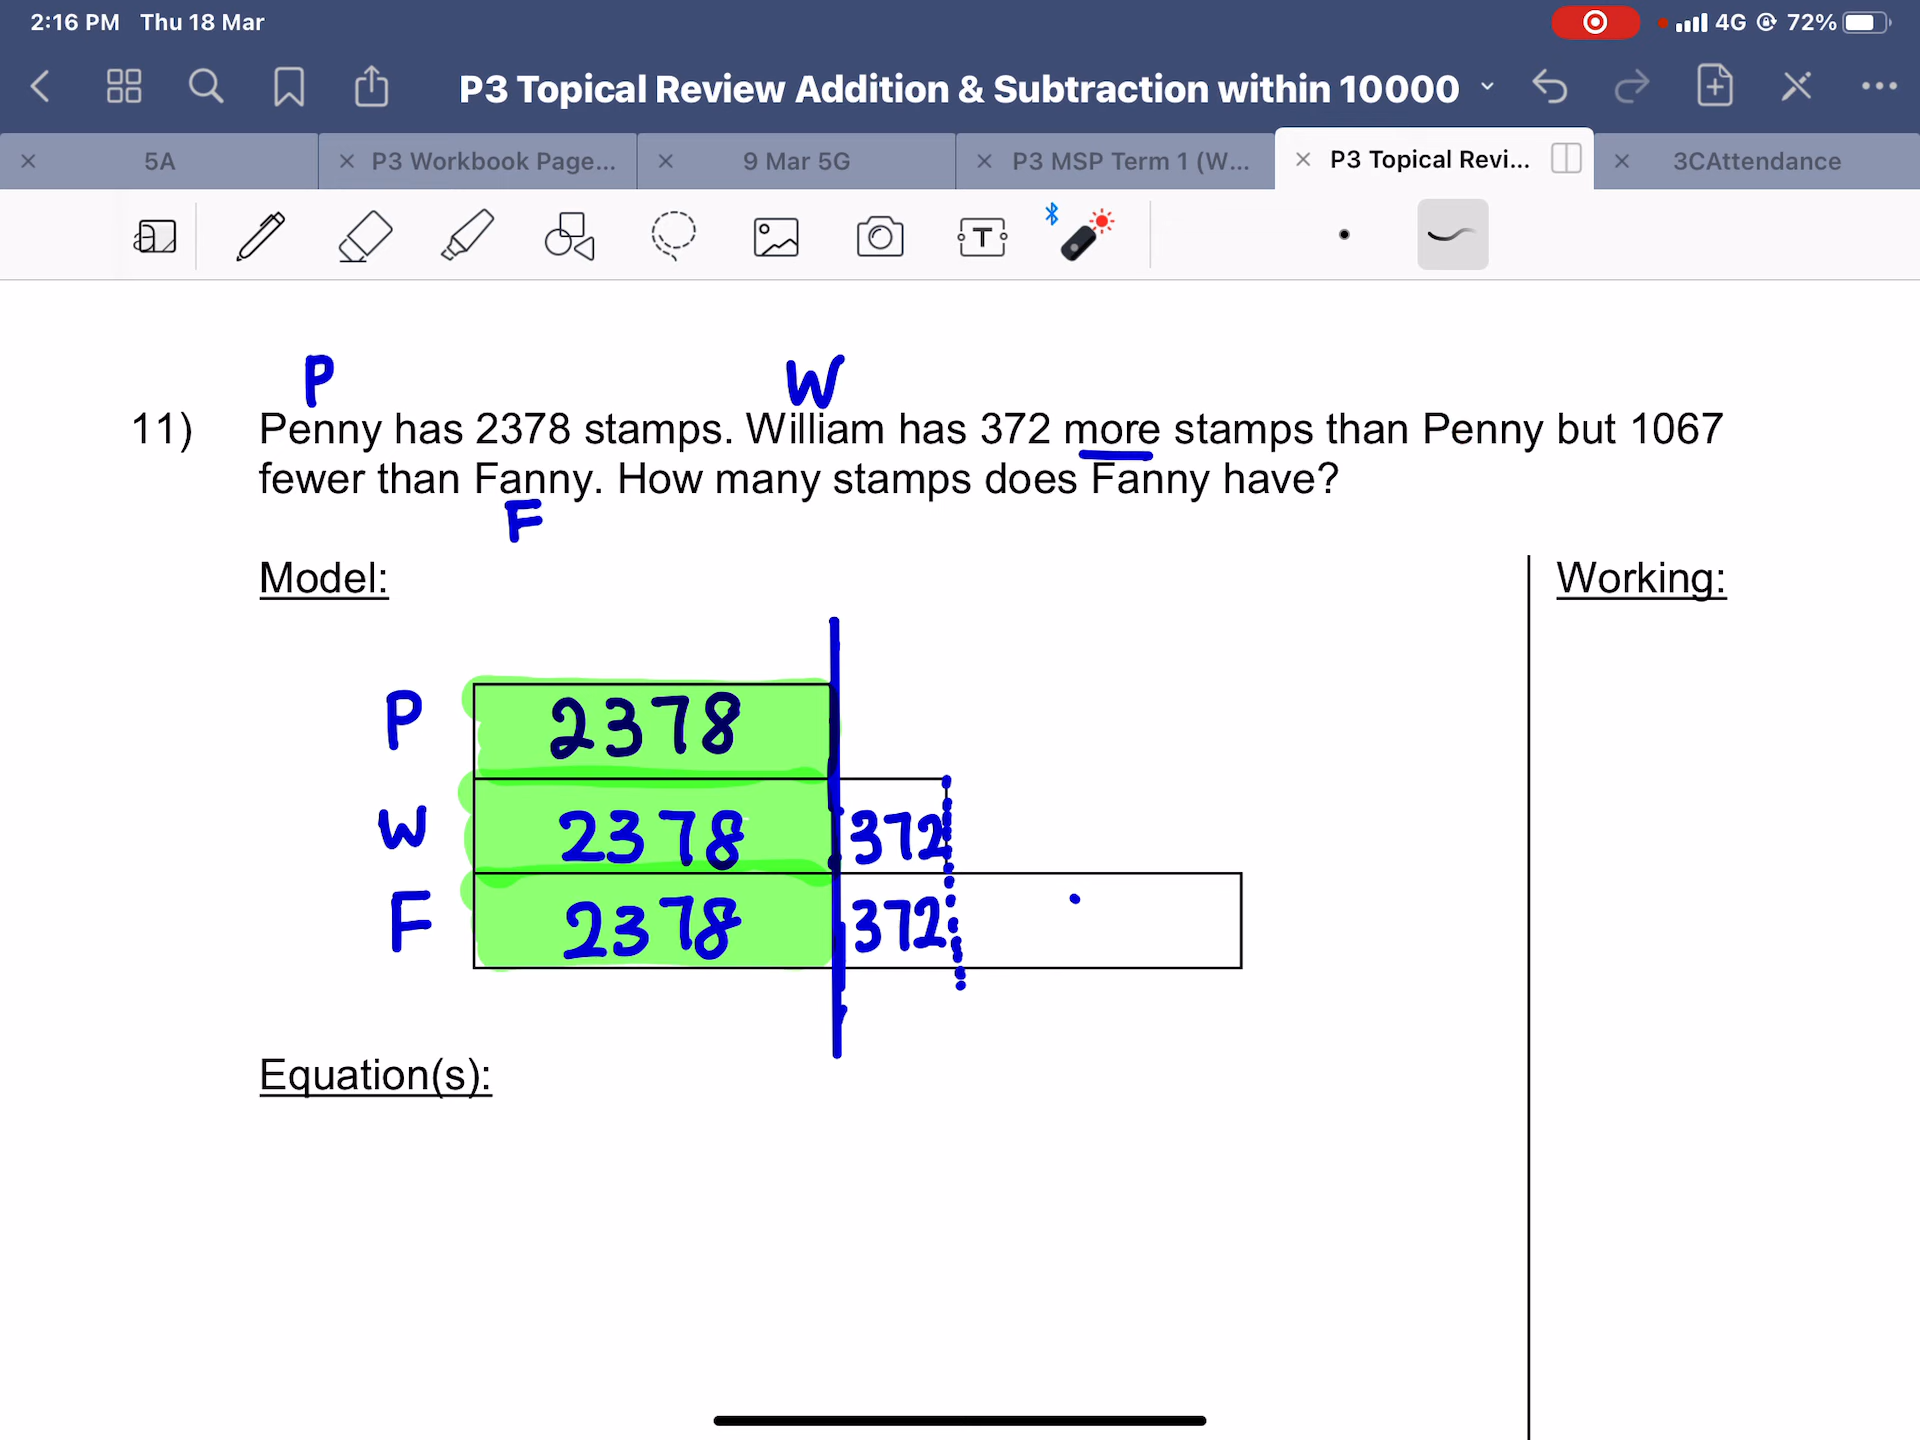 2:16 PM Thu 18 Mar 4G 72%
P3 Topical Review Addition & Subtraction within 10000
5A P3 Workbook Page... 9 Mar 5G P3 MSP Term 1 (W... P3 Topical Revi... 3CAttendance
a T
P W
11) Penny has 2378 stamps. William has 372 more stamps than Penny but 1067
fewer than Fanny. How many stamps does Fanny have?
F
Model: Working:
P 2378
W 2378 372
F 2378 372
Equation(s):